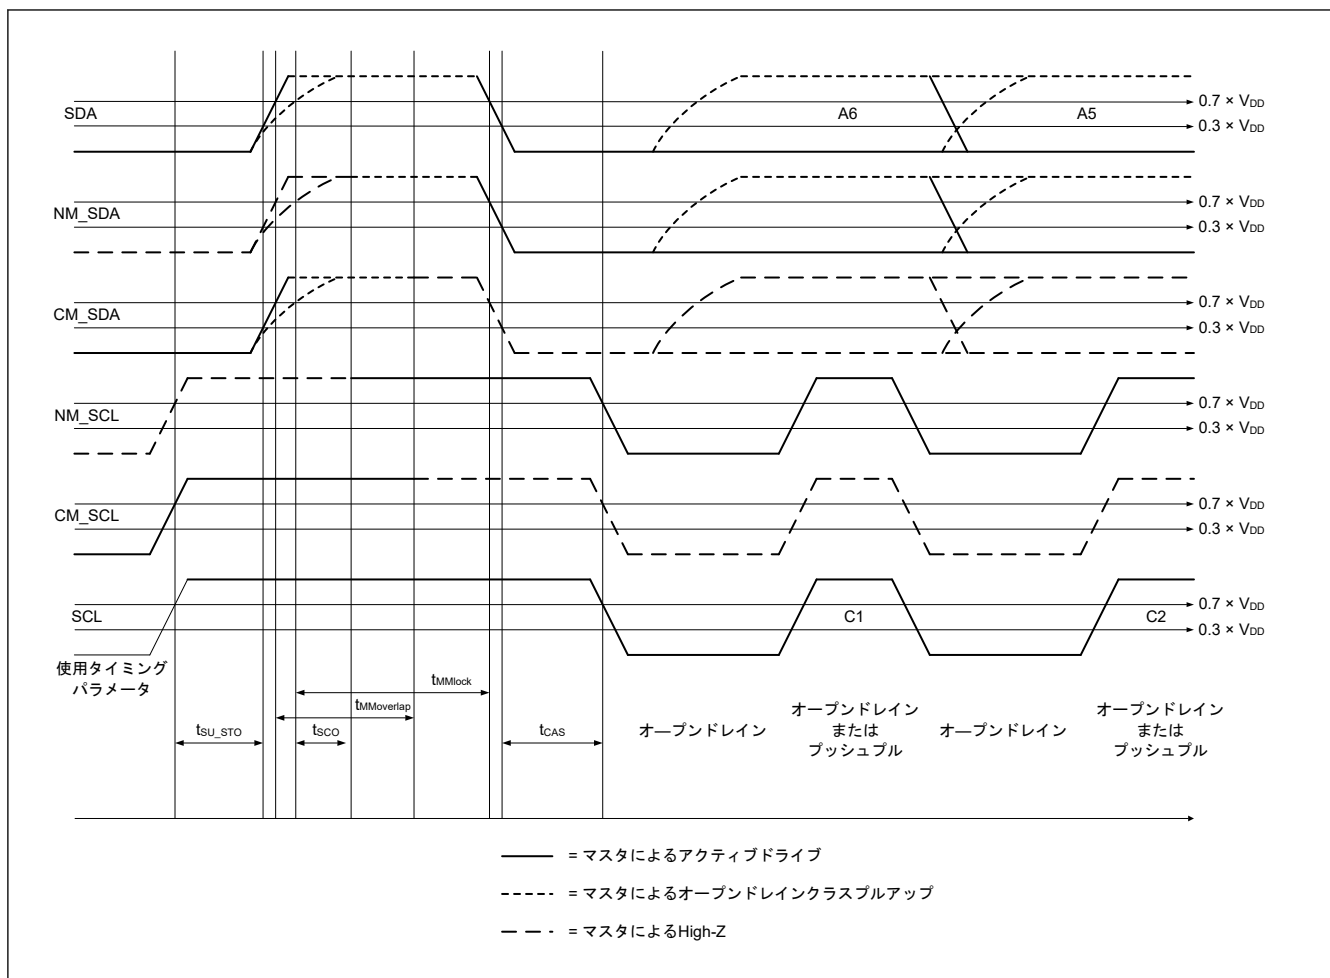 SDA
A6
A5
0.7 × VDD
0.3 × VDD
NM_SDA
0.7 × VDD
0.3 × VDD
CM_SDA
0.7 × VDD
0.3 × VDD
NM_SCL
0.7 × VDD
0.3 × VDD
CM_SCL
0.7 × VDD
0.3 × VDD
SCL
C1
C2
0.7 × VDD
0.3 × VDD
使用タイミング
パラメータ
tMMlock
tMMoverlap
tSU_STO
tSCO
tCAS
オープンドレイン
オープンドレイン
または
プッシュプル
オープンドレイン
オープンドレイン
または
プッシュプル
= マスタによるアクティブドライブ
= マスタによるオープンドレインクラスプルアップ
= マスタによるHigh-Z